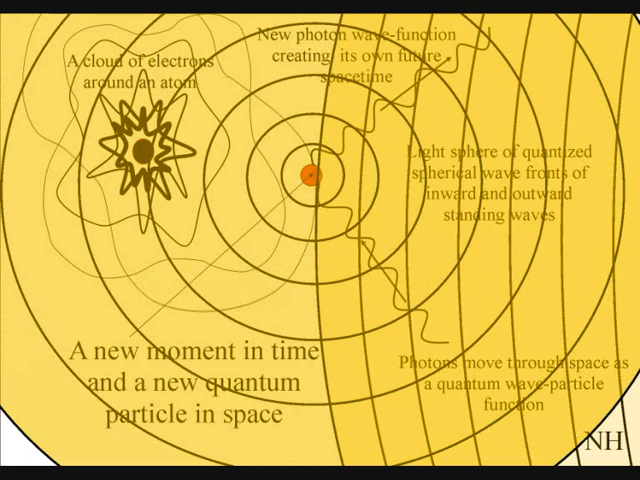 New photon wave-function
creating its own future
spacetime
A cloud of electrons
around an atom
Light sphere of quantized
spherical wave fronts of
inward and outward
standing waves
A new moment in time
and a new quantum
particle in space
Photons move through space as
a quantum wave-particle
function
NH